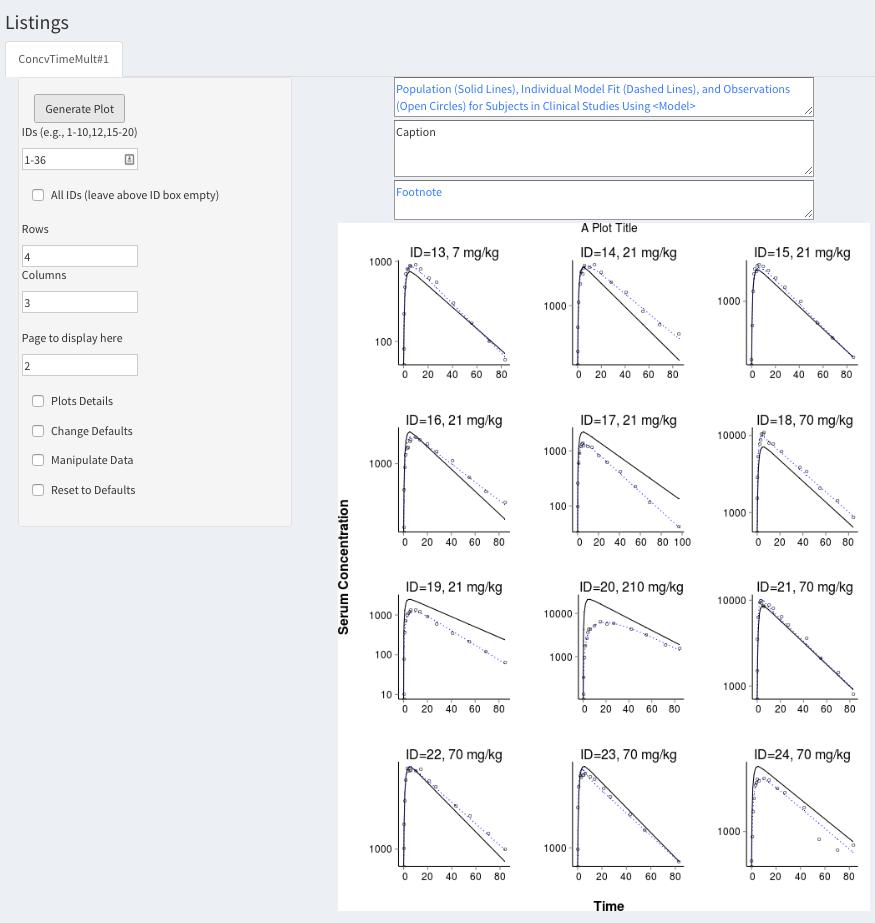 Listings
ConcvTimeMult#1
Generate Plot
IDs (e.g., 1-10,12,15-20)
1-36
All IDs (leave above ID box empty)
Rows
4
Columns
3
Page to display here
2
Plots Details
Change Defaults
Manipulate Data
Reset to Defaults
Population (Solid Lines), Individual Model Fit (Dashed Lines), and Observations
(Open Circles) for Subjects in Clinical Studies Using <Model>
Caption
Footnote
A Plot Title
Serum Concentration
ID=13, 7 mg/kg
1000
100
0 20 40 60 80
ID=14, 21 mg/kg
1000
0 20 40 60 80
ID=15, 21 mg/kg
1000
0 20 40 60 80
ID=16, 21 mg/kg
1000
0 20 40 60 80
ID=17, 21 mg/kg
1000
100
0 20 40 60 80 100
ID=18, 70 mg/kg
10000
1000
0 20 40 60 80
ID=19, 21 mg/kg
1000
100
10
0 20 40 60 80
ID=20, 210 mg/kg
10000
1000
0 20 40 60 80
ID=21, 70 mg/kg
10000
1000
0 20 40 60 80
ID=22, 70 mg/kg
1000
0 20 40 60 80
ID=23, 70 mg/kg
1000
0 20 40 60 80
ID=24, 70 mg/kg
1000
0 20 40 60 80
Time